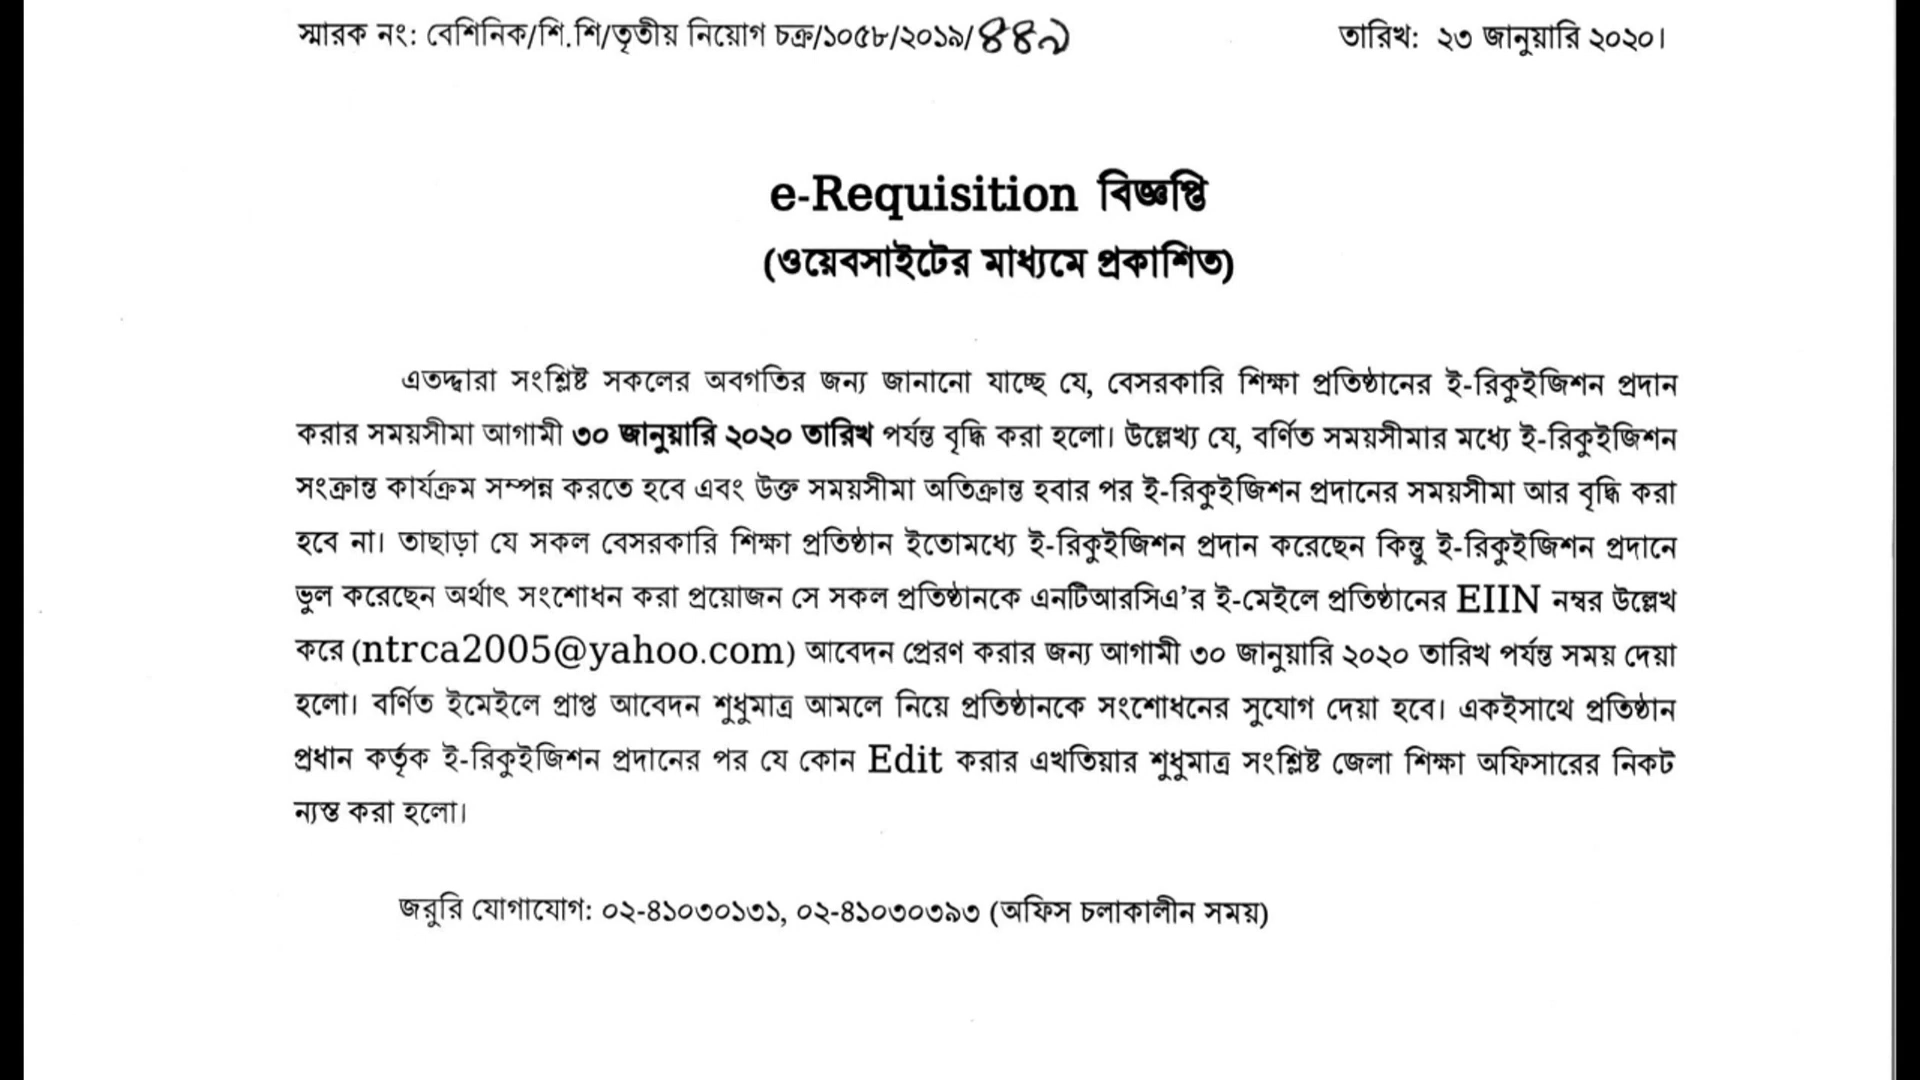 স্মারক নং: বেশিনিক/শি.শি/তৃতীয় নিয়োগ চক্র/১০৫৮/২০১৯/৪৪৯ তারিখ: ২৩ জানুয়ারি ২০২০।
e-Requisition বিজ্ঞপ্তি
(ওয়েবসাইটের মাধ্যমে প্রকাশিত)
এতদ্দ্বারা সংশ্লিষ্ট সকলের অবগতির জন্য জানানো যাচ্ছে যে, বেসরকারি শিক্ষা প্রতিষ্ঠানের ই-রিকুইজিশন প্রদান
করার সময়সীমা আগামী ৩০ জানুয়ারি ২০২০ তারিখ পর্যন্ত বৃদ্ধি করা হলো। উল্লেখ্য যে, বর্ণিত সময়সীমার মধ্যে ই-রিকুইজিশন
সংক্রান্ত কার্যক্রম সম্পন্ন করতে হবে এবং উক্ত সময়সীমা অতিক্রান্ত হবার পর ই-রিকুইজিশন প্রদানের সময়সীমা আর বৃদ্ধি করা
হবে না। তাছাড়া যে সকল বেসরকারি শিক্ষা প্রতিষ্ঠান ইতোমধ্যে ই-রিকুইজিশন প্রদান করেছেন কিন্তু ই-রিকুইজিশন প্রদানে
ভুল করেছেন অর্থাৎ সংশোধন করা প্রয়োজন সে সকল প্রতিষ্ঠানকে এনটিআরসিএ’র ই-মেইলে প্রতিষ্ঠানের EIIN নম্বর উল্লেখ
করে (ntrca2005@yahoo.com) আবেদন প্রেরণ করার জন্য আগামী ৩০ জানুয়ারি ২০২০ তারিখ পর্যন্ত সময় দেয়া
হলো। বর্ণিত ইমেইলে প্রাপ্ত আবেদন শুধুমাত্র আমলে নিয়ে প্রতিষ্ঠানকে সংশোধনের সুযোগ দেয়া হবে। একইসাথে প্রতিষ্ঠান
প্রধান কর্তৃক ই-রিকুইজিশন প্রদানের পর যে কোন Edit করার এখতিয়ার শুধুমাত্র সংশ্লিষ্ট জেলা শিক্ষা অফিসারের নিকট
ন্যস্ত করা হলো।
জরুরি যোগাযোগ: ০২-৪১০৩০১৩১, ০২-৪১০৩০৩৯৩ (অফিস চলাকালীন সময়)